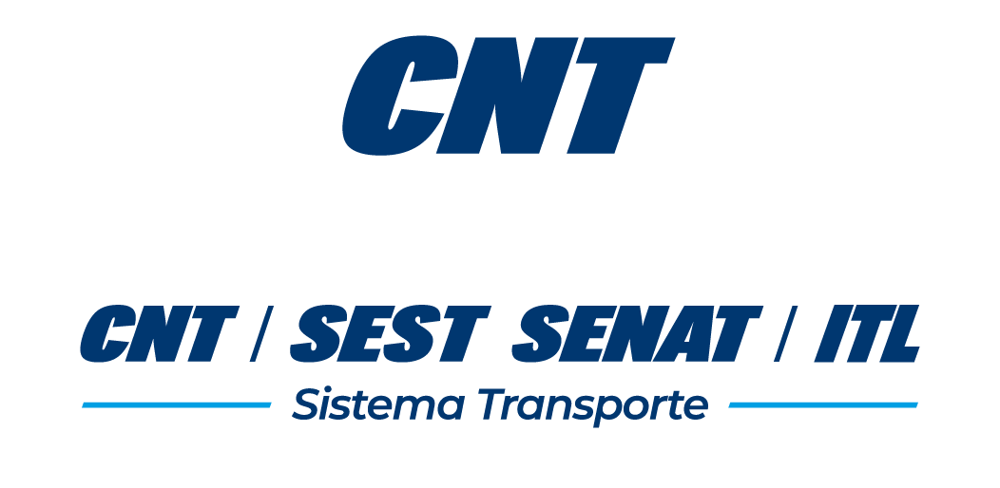 CNT
CNT / SEST SENAT / ITL
Sistema Transporte